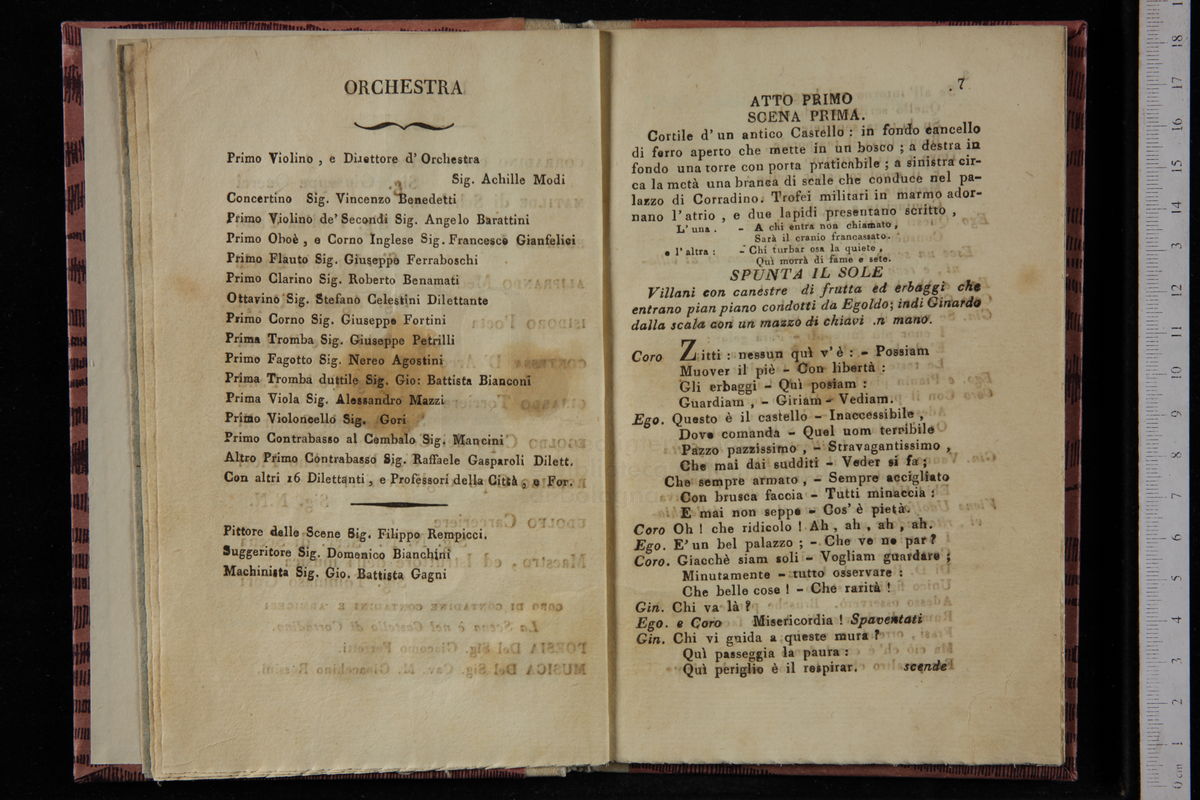 ORCHESTRA
Primo Violino , e Direttore d' Orchestra
Sig. Achille Modi
Concertino Sig. Vincenzo Benedetti
Primo Violino de' Secondi Sig. Angelo Barattini
Primo Oboè , e Corno Inglese Sig. Francesco Gianfelici
Primo Flauto Sig. Giuseppe Ferraboschi
Primo Clarino Sig. Roberto Benamati
Ottavino Sig. Stefano Celestini Dilettante
Primo Corno Sig. Giuseppe Fortini
Prima Tromba Sig. Giuseppe Petrilli
Primo Fagotto Sig. Nereo Agostini
Prima Tromba duttile Sig. Gio: Battista Bianconi
Prima Viola Sig. Alessandro Mazzi
Primo Violoncello Sig. Gori
Primo Contrabasso al Cembalo Sig. Mancini
Altro Primo Contrabasso Sig. Raffaele Gasparoli Dilett.
Con altri 16 Dilettanti , e Professori della Città , e For.
Pittore delle Scene Sig. Filippo Rempicci.
Suggeritore Sig. Domenico Bianchini
Machinista Sig. Gio. Battista Gagni
7
ATTO PRIMO
SCENA PRIMA.
Cortile d' un antico Castello : in fondo cancello
di ferro aperto che mette in un bosco ; a destra in
fondo una torre con porta praticabile ; a sinistra cir-
ca la metà una branca di scale che conduce nel pa-
lazzo di Corradino. Trofei militari in marmo ador-
nano l' atrio , e due lapidi presentano scritto ,
L' una . - A chi entra non chiamato ,
Sarà il cranio francassato.
e l' altra : - Chi turbar osa la quiete ,
Quì morrà di fame e sete.
SPUNTA IL SOLE
Villani con canestre di frutta ed erbaggi che
entrano pian piano condotti da Egoldo; indi Ginardo
dalla scala con un mazzo di chiavi .n mano.
Coro Zitti : nessun quì v' è : - Possiam
Muover il piè - Con libertà :
Gli erbaggi - Quì posiam :
Guardiam , - Giriam - Vediam.
Ego. Questo è il castello - Inaccessibile ,
Dove comanda - Quel uom terribile
Pazzo pazzissimo , - Stravagantissimo ,
Che mai dai sudditi - Veder si fa ;
Che sempre armato , - Sempre accigliato
Con brusca faccia - Tutti minaccia :
E mai non seppe - Cos' è pietà.
Coro Oh ! che ridicolo ! Ah , ah , ah , ah.
Ego. E' un bel palazzo ; - Che ve ne par ?
Coro. Giacchè siam soli - Vogliam guardare ;
Minutamente - tutto osservare :
Che belle cose ! - Che rarità !
Gin. Chi va là ?
Ego. e Coro Misericordia ! Spaventati
Gin. Chi vi guida a queste mura ?
Quì passeggia la paura :
Quì periglio è il respirar. scende